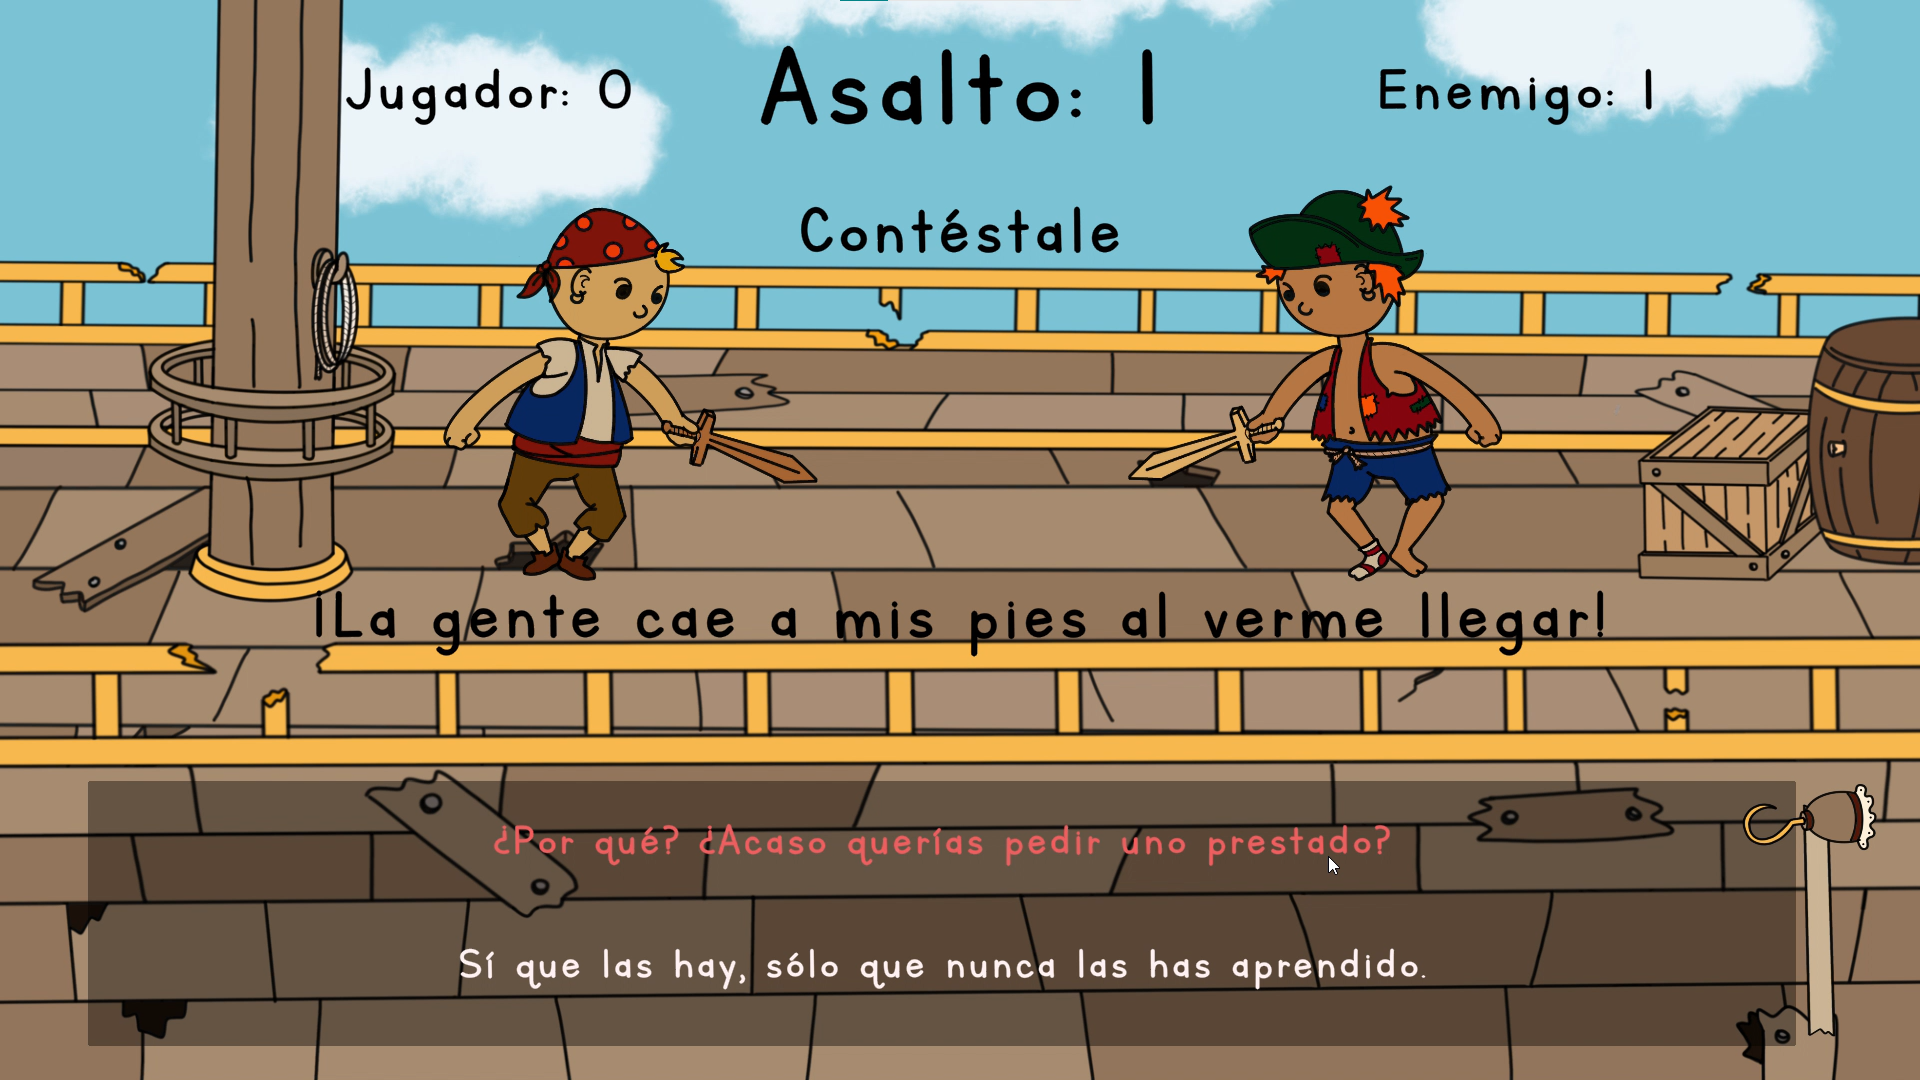 Jugador: 0
Asalto: 1
Enemigo: 1
Contéstale
¡La gente cae a mis pies al verme llegar!
¿Por qué? ¿Acaso querías pedir uno prestado?
Sí que las hay, sólo que nunca las has aprendido.